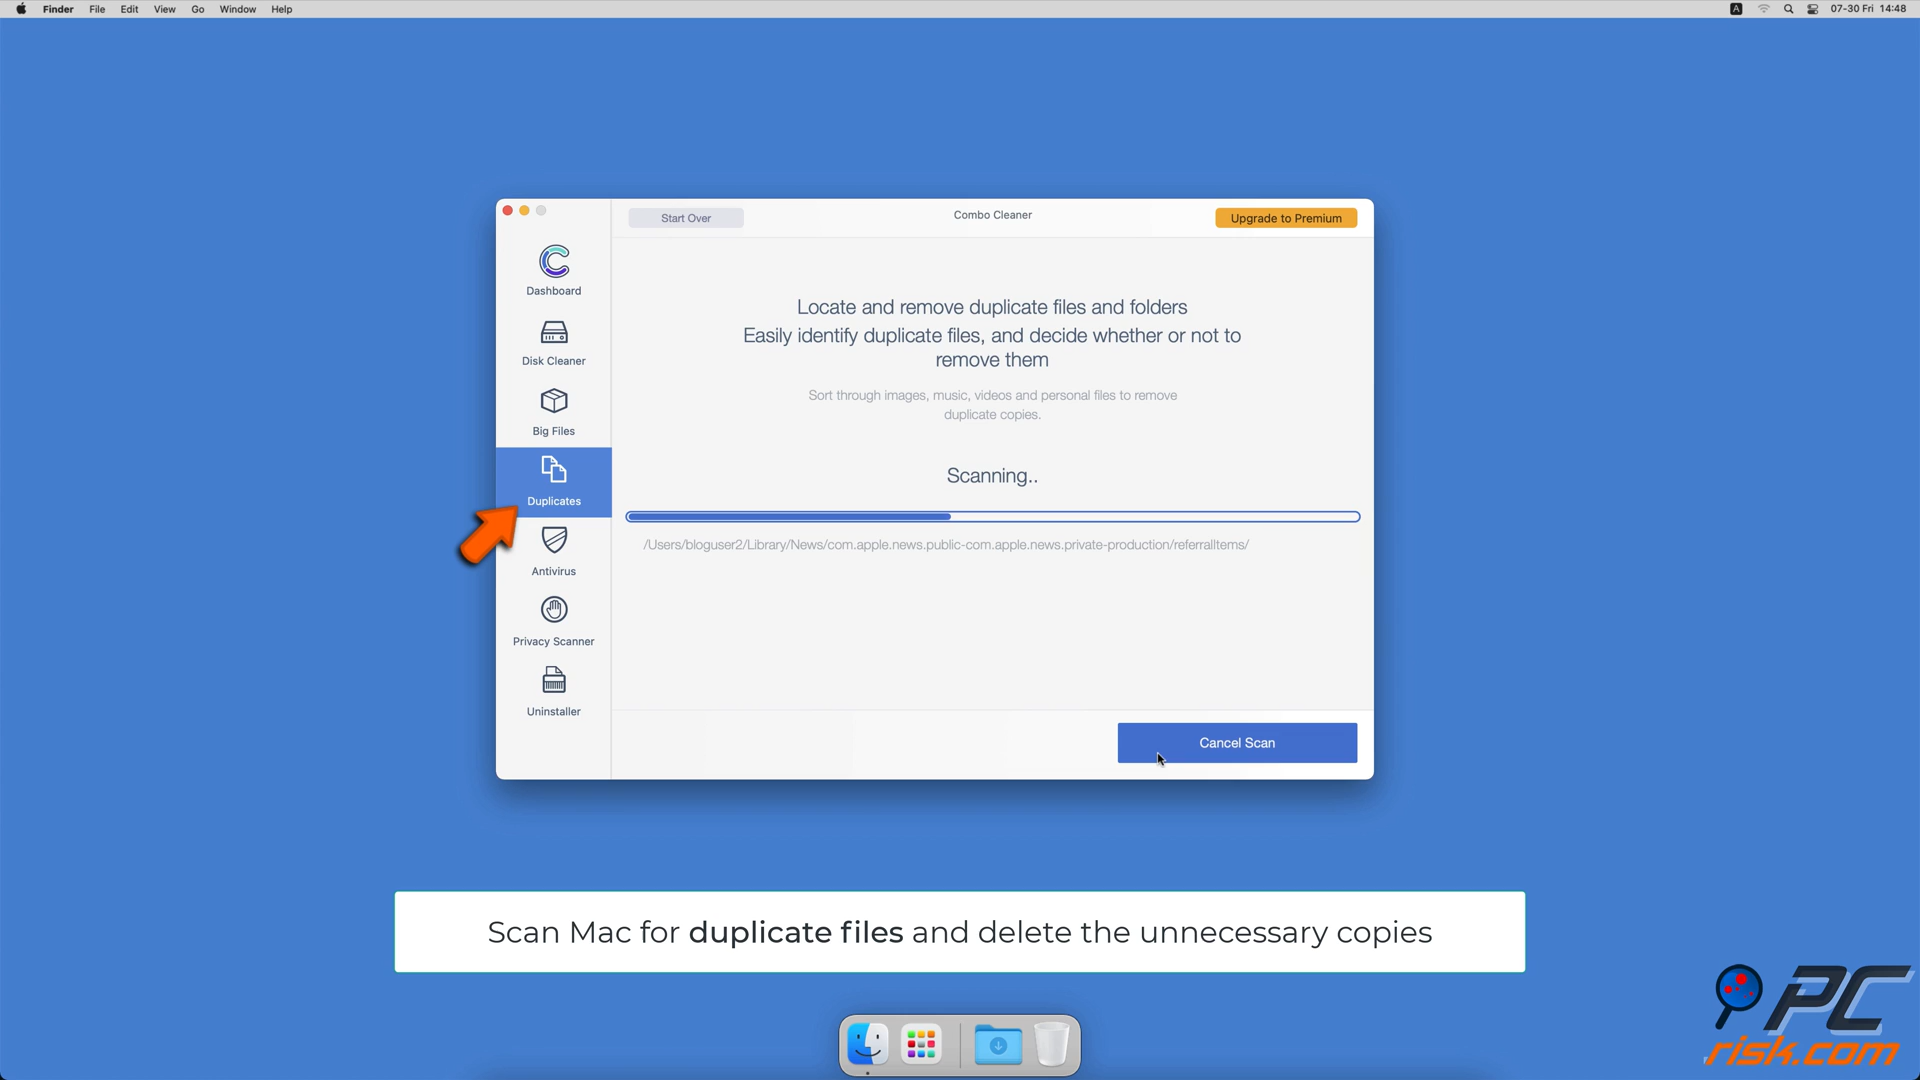 Finder File Edit View Go Window Help
A 07-30 Fri 14:48
Start Over
Combo Cleaner
Upgrade to Premium
Dashboard
Disk Cleaner
Big Files
Duplicates
Antivirus
Privacy Scanner
Uninstaller
Locate and remove duplicate files and folders
Easily identify duplicate files, and decide whether or not to
remove them
Sort through images, music, videos and personal files to remove
duplicate copies.
Scanning..
/Users/bloguser2/Library/News/com.apple.news.public-com.apple.news.private-production/referralItems/
Cancel Scan
Scan Mac for duplicate files and delete the unnecessary copies
PC
risk.com